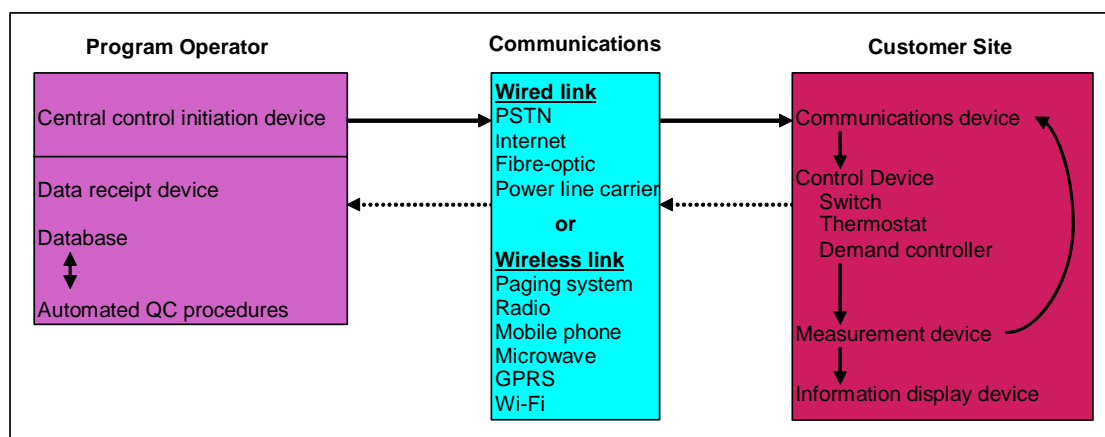 Program Operator
Central control initiation device
Data receipt device
Database
Automated QC procedures
Communications
Wired link
PSTN
Internet
Fibre-optic
Power line carrier
or
Wireless link
Paging system
Radio
Mobile phone
Microwave
GPRS
Wi-Fi
Customer Site
Communications device
Control Device
Switch
Thermostat
Demand controller
Measurement device
Information display device